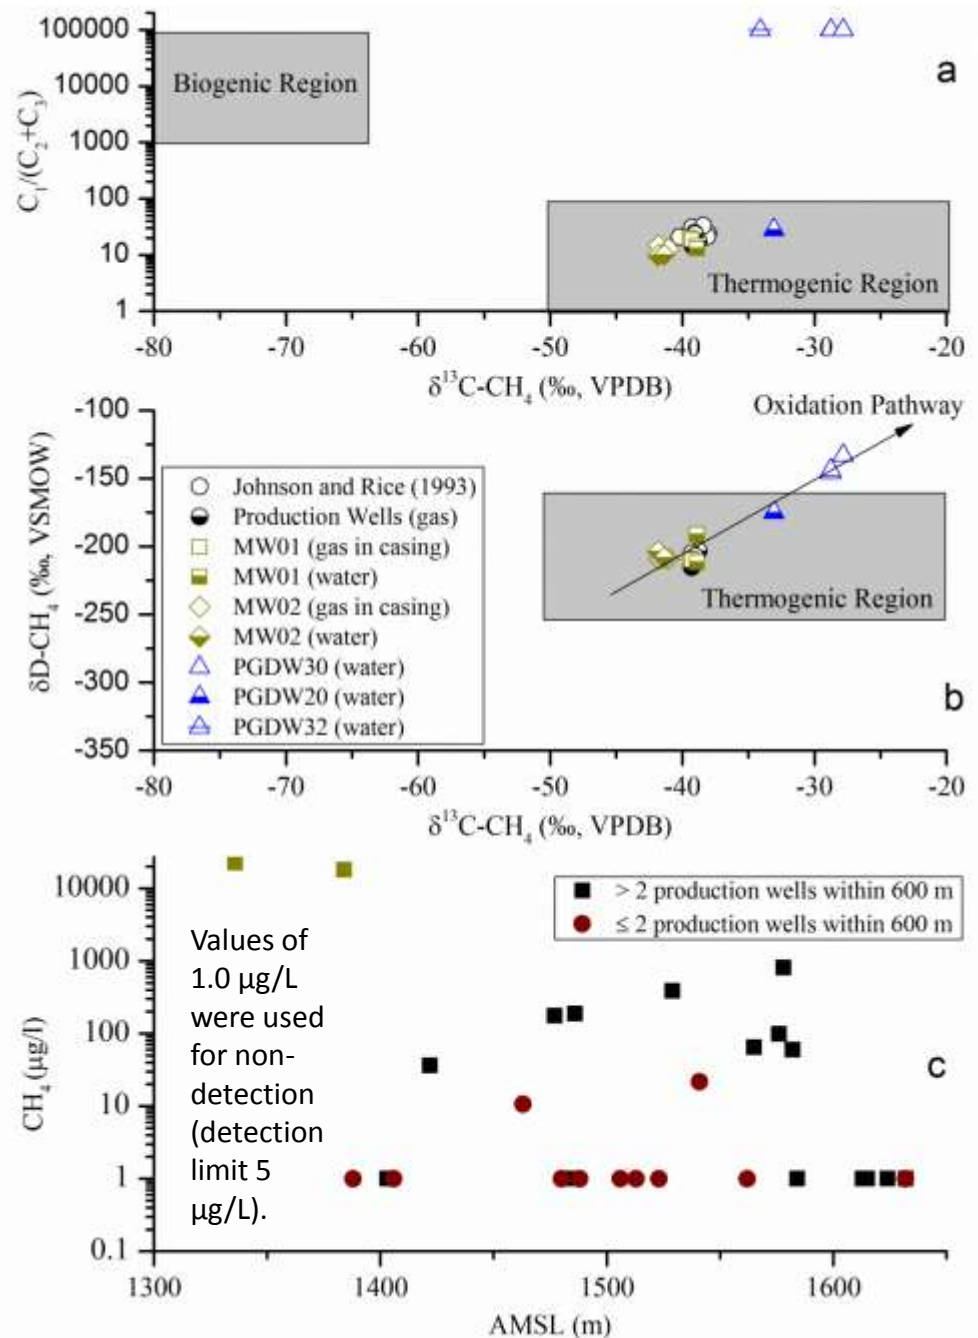 100000
10000
1000
100
10
1
C₁/(C₂+C₃)
Biogenic Region
a
Thermogenic Region
-80 -70 -60 -50 -40 -30 -20
δ¹³C-CH₄ (‰, VPDB)
-100
-150
-200
-250
-300
-350
δD-CH₄ (‰, VSMOW)
Oxidation Pathway
Johnson and Rice (1993)
Production Wells (gas)
MW01 (gas in casing)
MW01 (water)
MW02 (gas in casing)
MW02 (water)
PGDW30 (water)
PGDW20 (water)
PGDW32 (water)
Thermogenic Region
b
-80 -70 -60 -50 -40 -30 -20
δ¹³C-CH₄ (‰, VPDB)
10000
1000
100
10
1
0.1
CH₄ (µg/l)
> 2 production wells within 600 m
≤ 2 production wells within 600 m
Values of
1.0 µg/L
were used
for non-
detection
(detection
limit 5
µg/L).
c
1300 1400 1500 1600
AMSL (m)